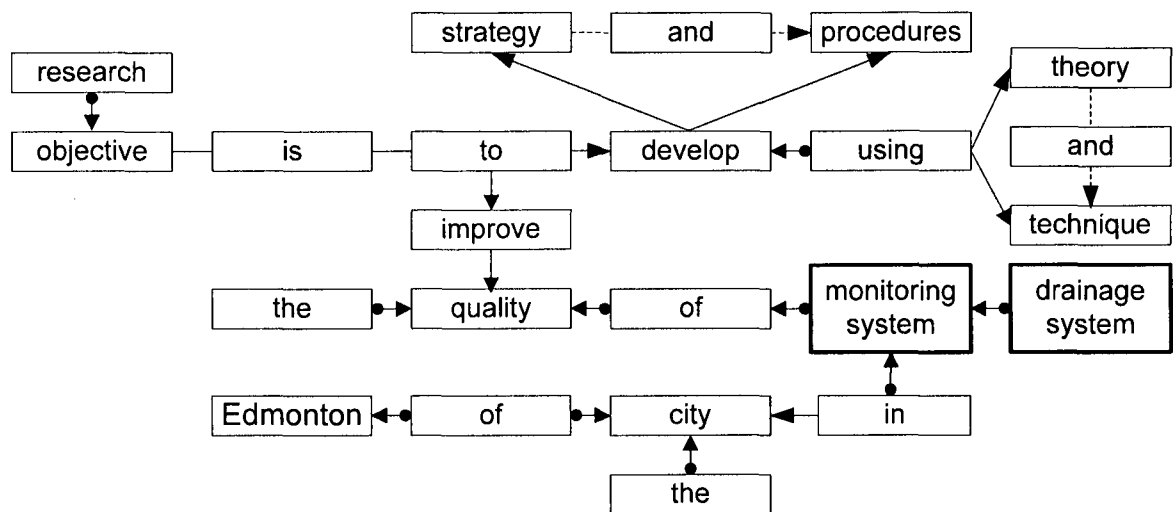 strategy and procedures
research theory
objective is to develop using and
improve technique
the quality of monitoring system drainage system
Edmonton of city in
the